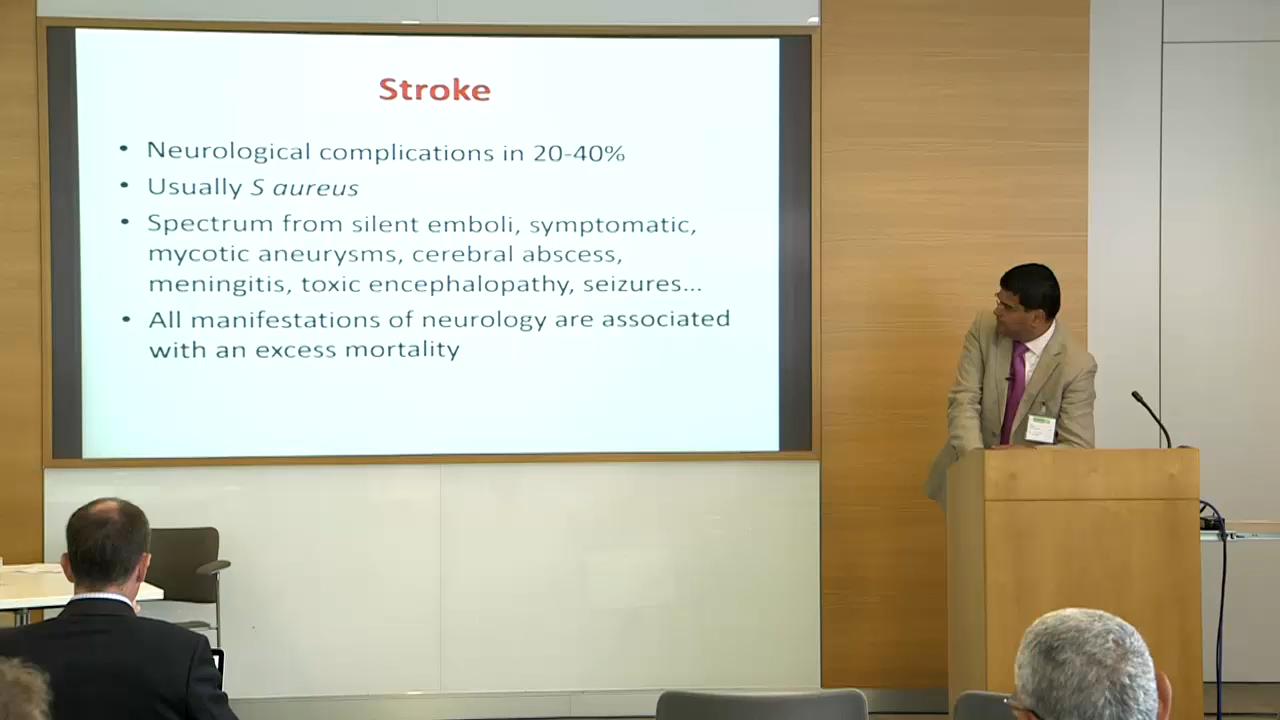 Stroke
• Neurological complications in 20-40%
• Usually S aureus
• Spectrum from silent emboli, symptomatic,
mycotic aneurysms, cerebral abscess,
meningitis, toxic encephalopathy, seizures...
• All manifestations of neurology are associated
with an excess mortality